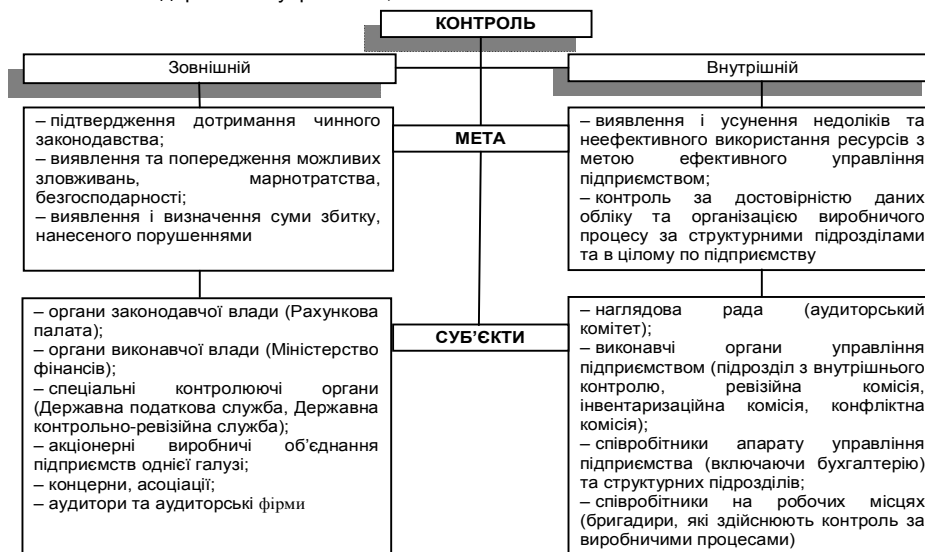 КОНТРОЛЬ
Зовнішній
Внутрішній
– підтвердження дотримання чинного
законодавства;
– виявлення та попередження можливих
зловживань, марнотратства,
безгосподарності;
– виявлення і визначення суми збитку,
нанесеного порушеннями
МЕТА
– виявлення і усунення недоліків та
неефективного використання ресурсів з
метою ефективного управління
підприємством;
– контроль за достовірністю даних
обліку та організацією виробничого
процесу за структурними підрозділами
та в цілому по підприємству
– органи законодавчої влади (Рахункова
палата);
– органи виконавчої влади (Міністерство
фінансів);
– спеціальні контролюючі органи
(Державна податкова служба, Державна
контрольно-ревізійна служба);
– акціонерні виробничі об’єднання
підприємств однієї галузі;
– концерни, асоціації;
– аудитори та аудиторські фірми
СУБ’ЄКТИ
– наглядова рада (аудиторський
комітет);
– виконавчі органи управління
підприємством (підрозділ з внутрішнього
контролю, ревізійна комісія,
інвентаризаційна комісія, конфліктна
комісія);
– співробітники апарату управління
підприємства (включаючи бухгалтерію)
та структурних підрозділів;
– співробітники на робочих місцях
(бригадири, які здійснюють контроль за
виробничими процесами)